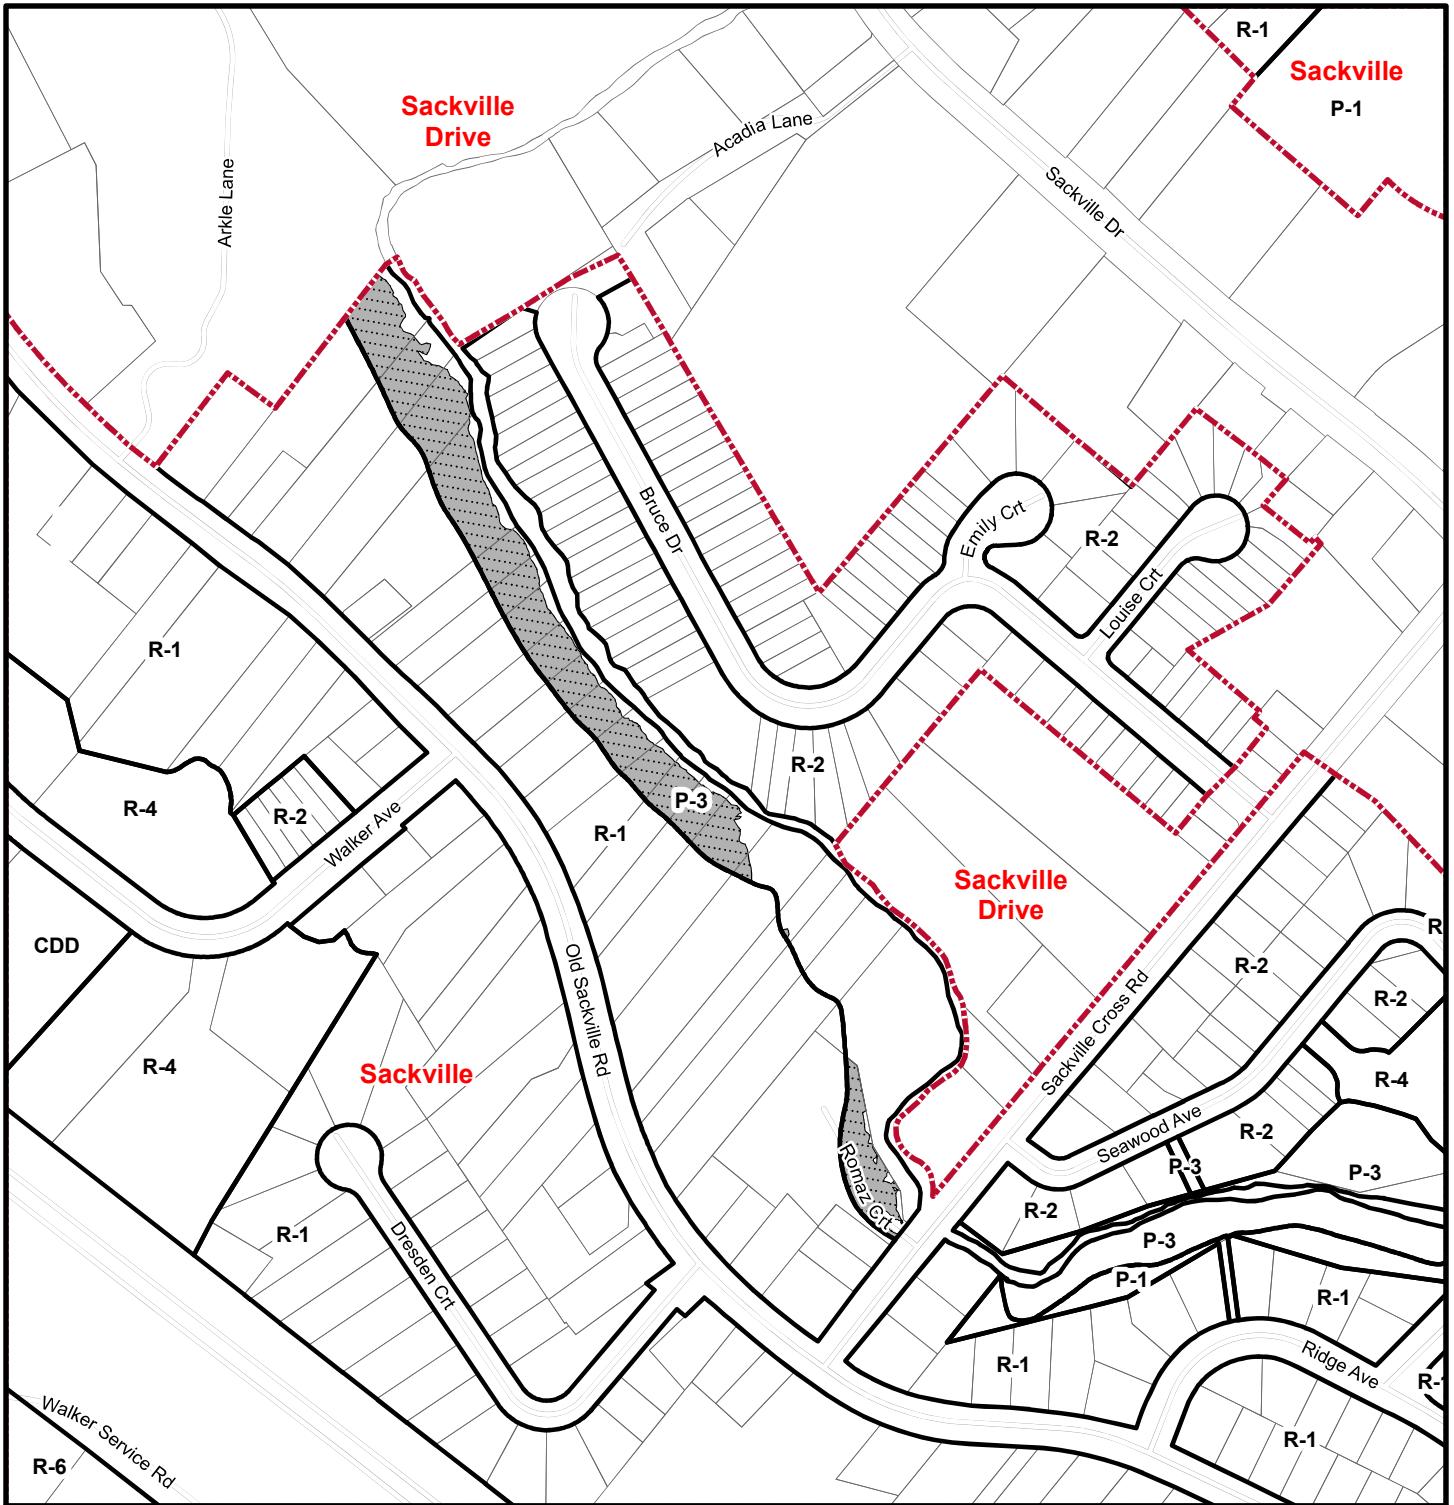 R-1
Sackville
P-1
Sackville
Drive
Acadia Lane
Arkle Lane
Sackville Dr
Bruce Dr
Emily Crt
R-2
Louise Crt
R-1
R-2
R-4
R-2
P-3
Walker Ave
R-1
Sackville
Drive
R
CDD
R-2
Old Sackville Rd
R-2
Sackville Cross Rd
R-4
Sackville
R-4
Seawood Ave
R-2
P-3
P-3
Romaz Crt
R-2
R-1
Dresden Crt
P-3
P-1
R-1
R-1
Ridge Ave
R-1
Walker Service Rd
R-1
R-6